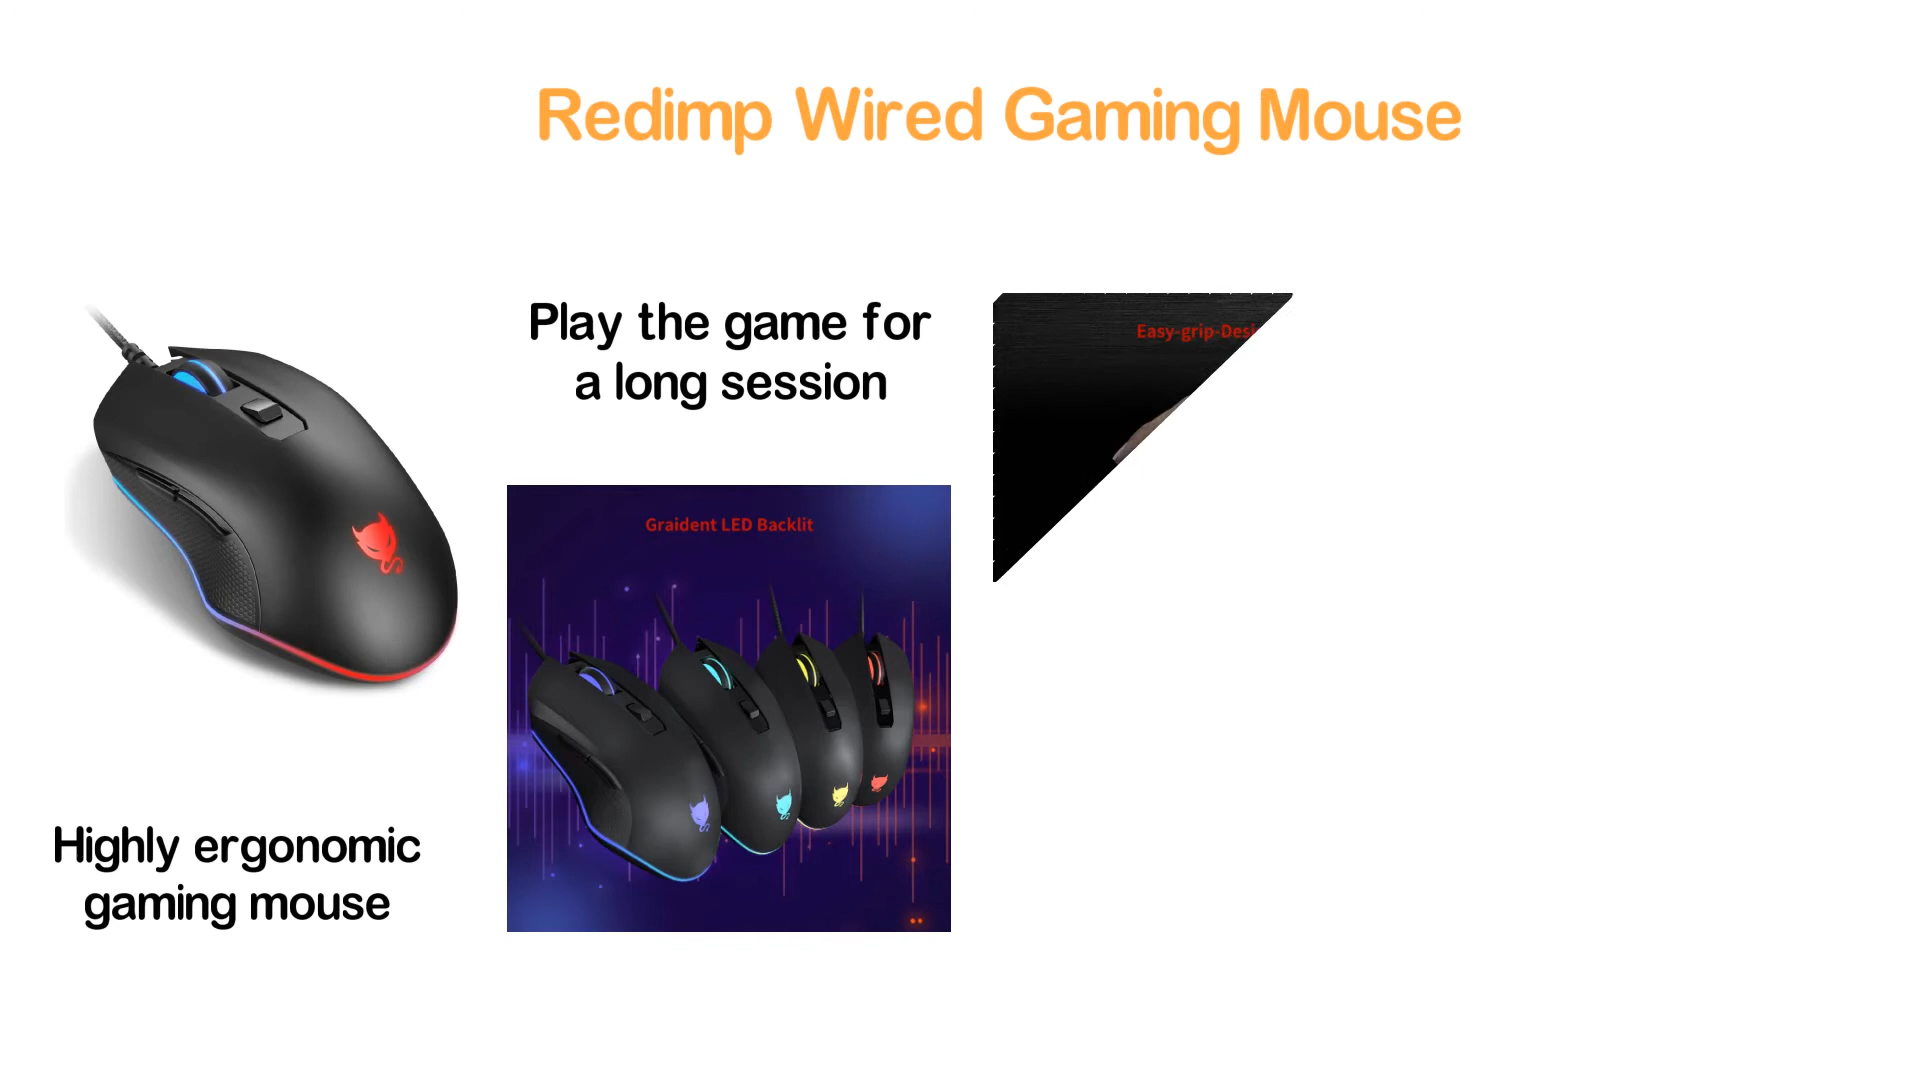 Redimp Wired Gaming Mouse
Play the game for
a long session
Easy-grip-Desi
Graident LED Backlit
Highly ergonomic
gaming mouse